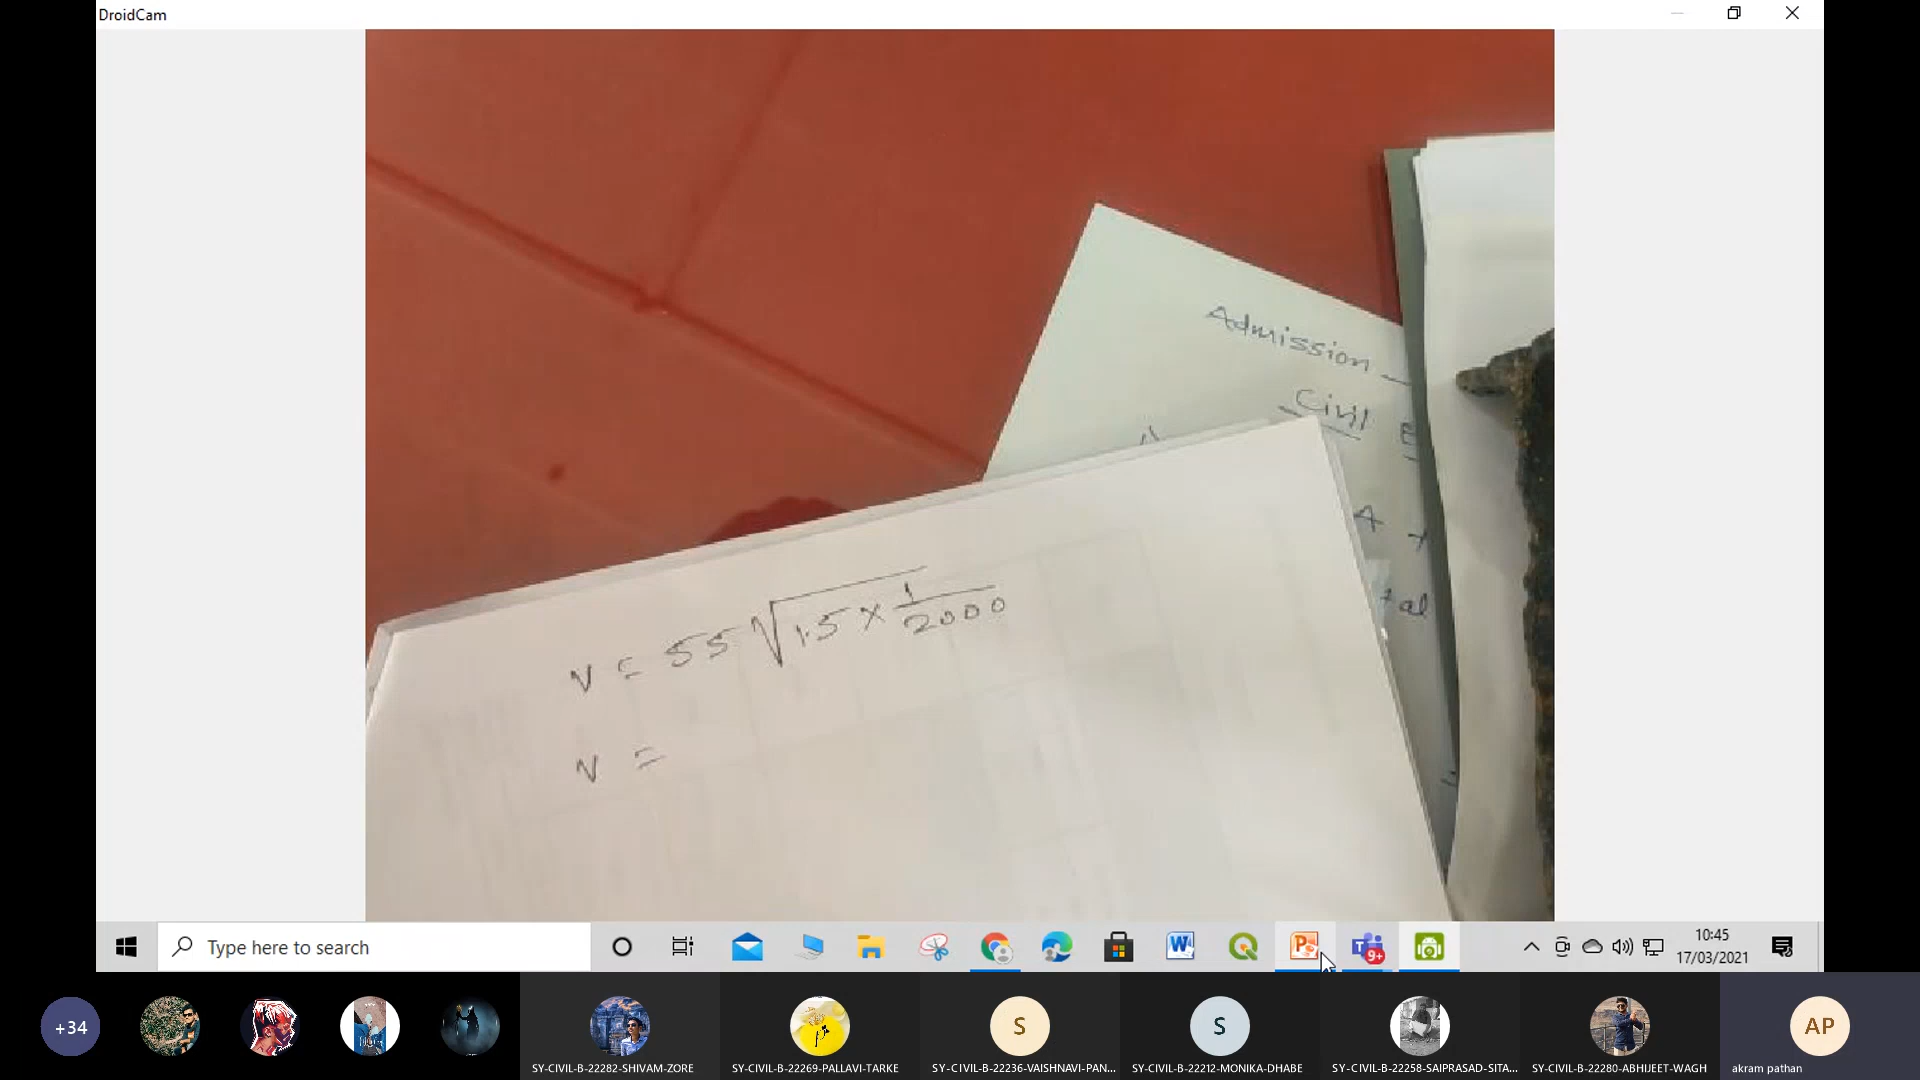 DroidCam
Admission -
Civil E
A +
tal
V = 55 √1.5 × 1/2000
V =
Type here to search
9+
10:45
17/03/2021
+34
S
S
AP
SY-CIVIL-B-22282-SHIVAM-ZORE
SY-CIVIL-B-22269-PALLAVI-TARKE
SY-CIVIL-B-22236-VAISHNAVI-PAN...
SY-CIVIL-B-22212-MONIKA-DHABE
SY-CIVIL-B-22258-SAIPRASAD-SITA...
SY-CIVIL-B-22280-ABHIJEET-WAGH
akram pathan